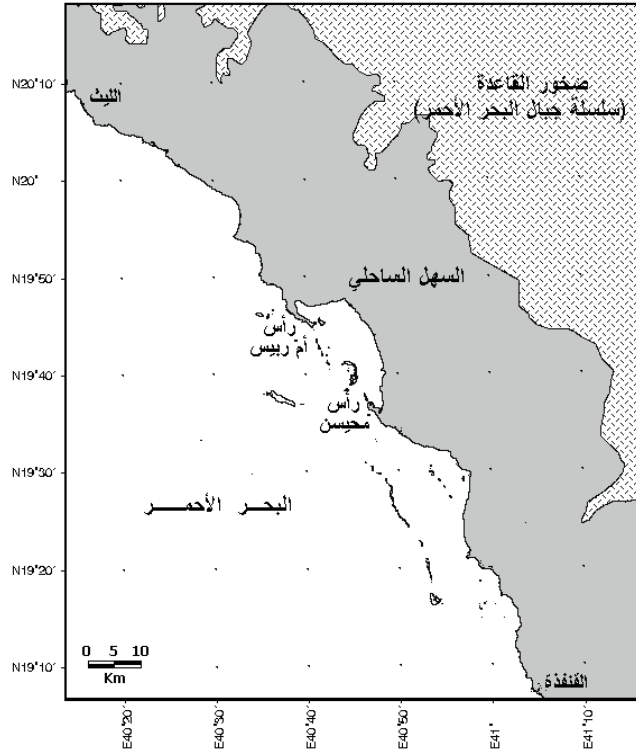 صخور القاعدة
(سلسلة جبال البحر الأحمر)
الليث
السهل الساحلي
رأس
أم ربيس
رأس
محيسن
البحر الأحمر
القنفذة
N20°10'
N20°
N19°50'
N19°40'
N19°30'
N19°20'
N19°10'
0 5 10
Km
E40°20'
E40°30'
E40°40'
E40°50'
E41°
E41°10'